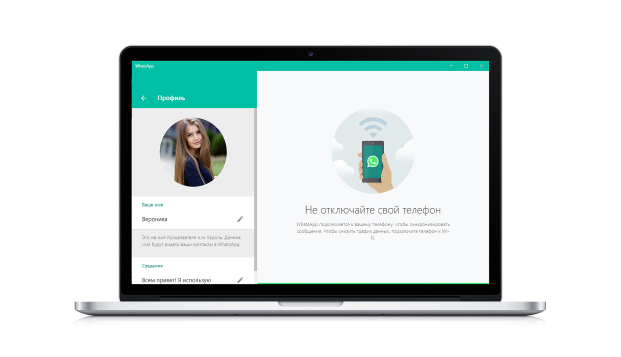 WhatsApp
Профиль
Ваше имя
Вероника
Это не имя пользователя или пароль. Данное
имя будут видеть ваши контакты в WhatsApp.
Сведения
Всем привет! Я использую
Не отключайте свой телефон
WhatsApp подключается к вашему телефону, чтобы синхронизировать
сообщения. Чтобы снизить трафик данных, подключите телефон к Wi-
Fi.